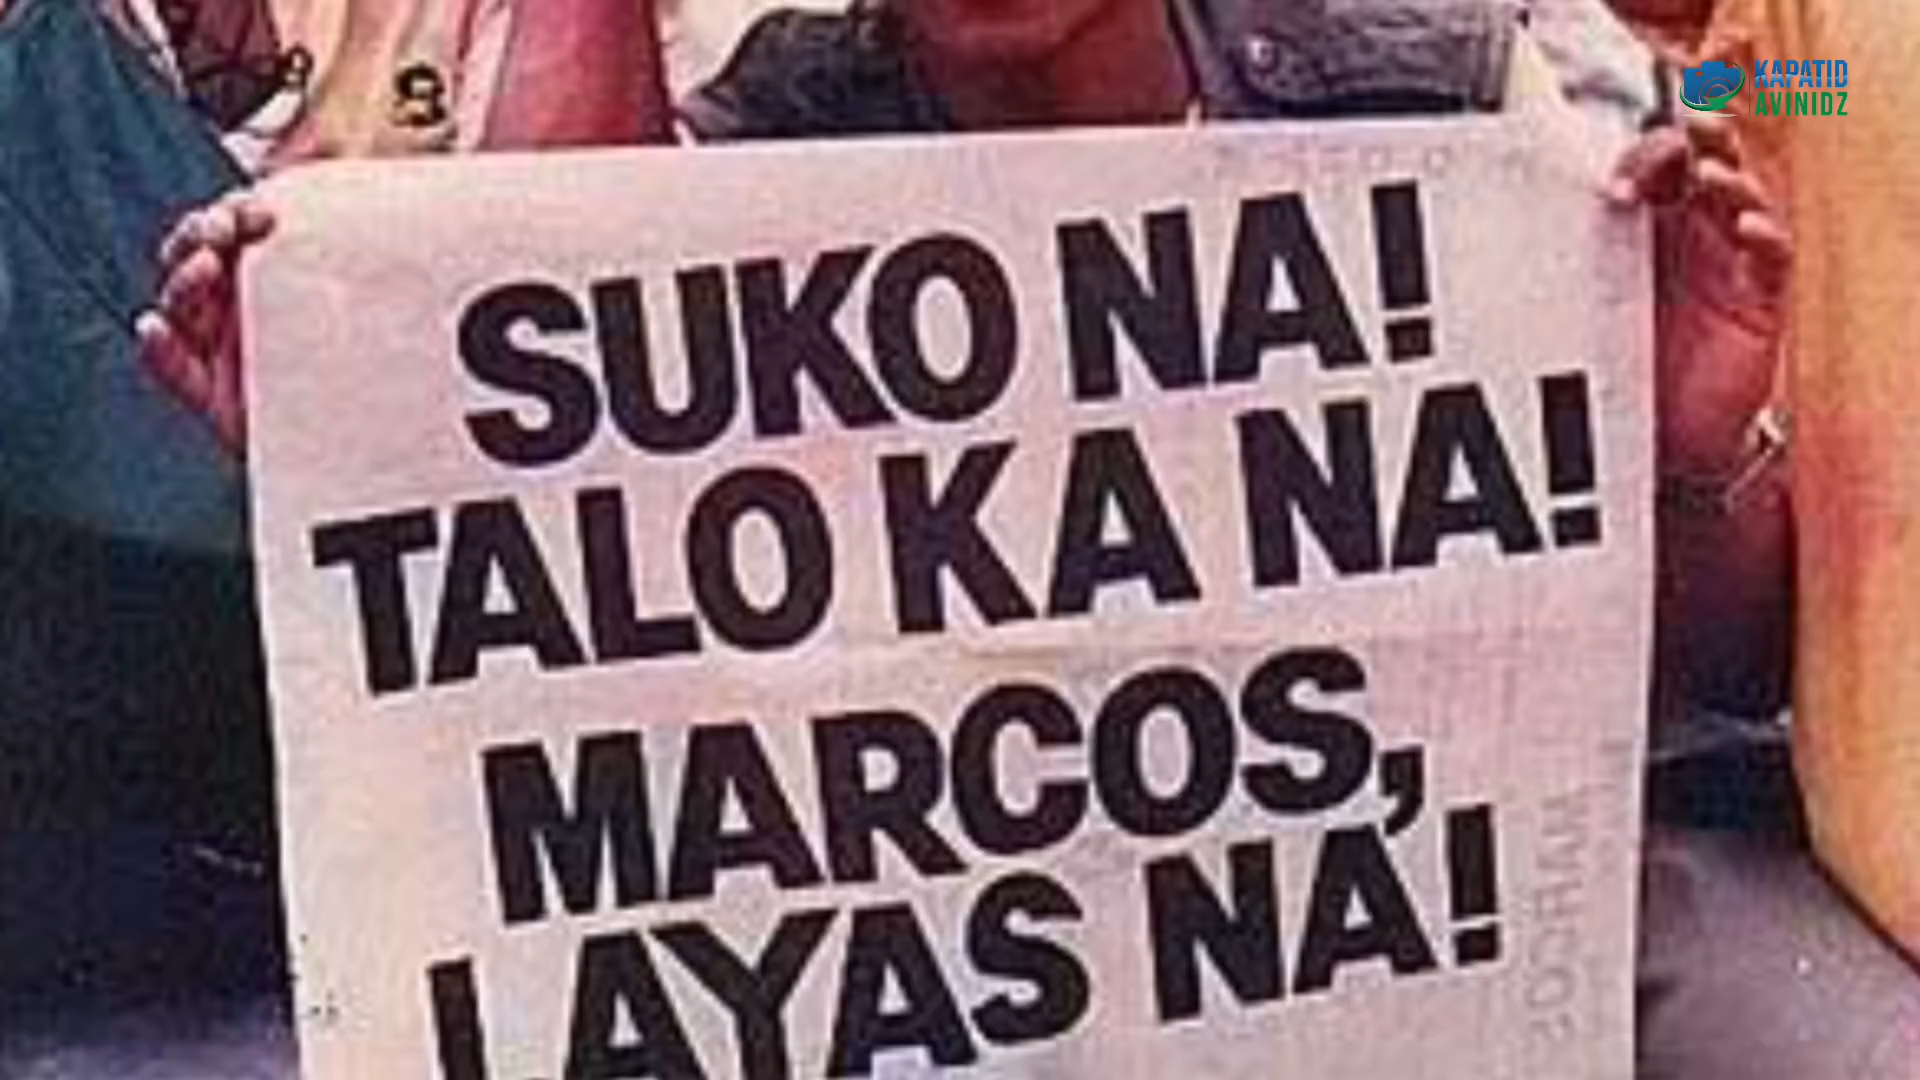 KAPATID
AVINIDZ
SUKO NA!
TALO KA NA!
MARCOS,
LAYAS NA!